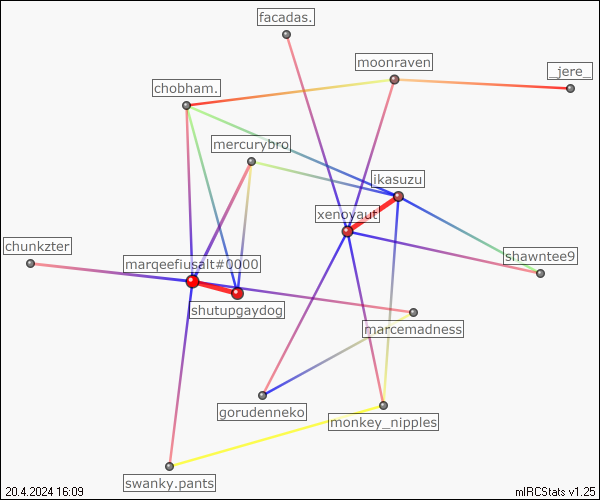 facadas.
moonraven
_jere_
chobham.
mercurybro
ikasuzu
xenoyaut
chunkzter
marqeefiusalt#0000
shawntee9
shutupgaydog
marcemadness
gorudenneko
monkey_nipples
swanky.pants
20.4.2024 16:09
mIRCStats v1.25